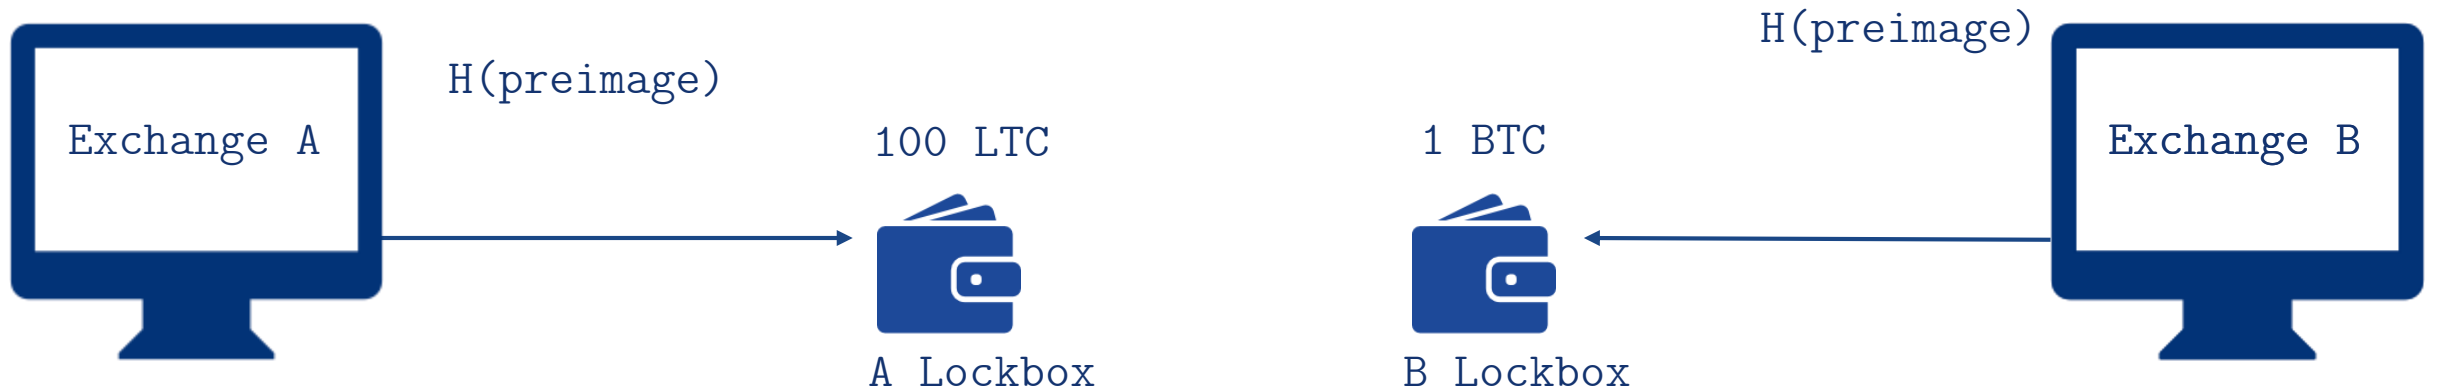 H(preimage)
H(preimage)
Exchange A
100 LTC
1 BTC
Exchange B
A Lockbox
B Lockbox